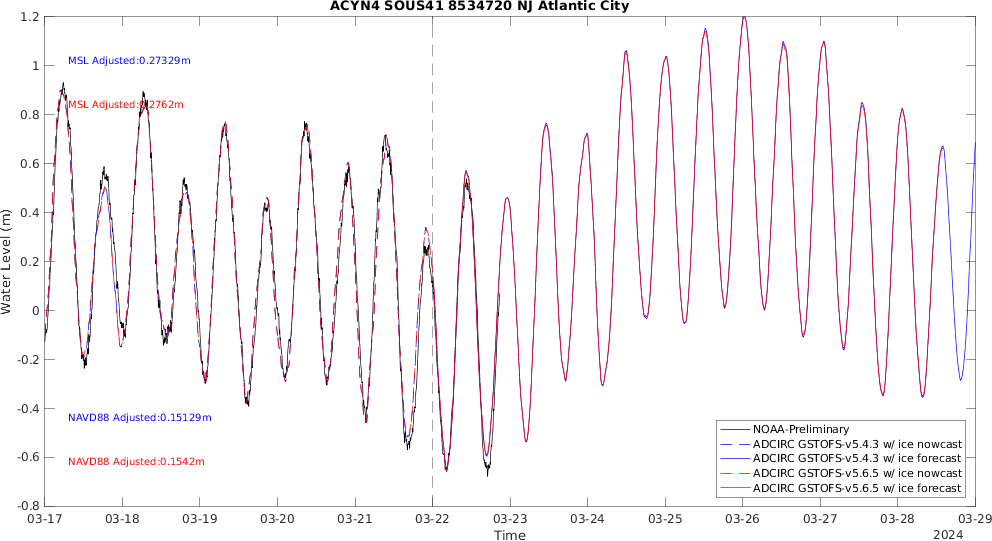 ACYN4 SOUS41 8534720 NJ Atlantic City
MSL Adjusted:0.27329m
MSL Adjusted:0.2762m
NAVD88 Adjusted:0.15129m
NAVD88 Adjusted:0.1542m
Water Level (m)
1.2
1
0.8
0.6
0.4
0.2
0
-0.2
-0.4
-0.6
-0.8
NOAA-Preliminary
ADCIRC GSTOFS-v5.4.3 w/ ice nowcast
ADCIRC GSTOFS-v5.4.3 w/ ice forecast
ADCIRC GSTOFS-v5.6.5 w/ ice nowcast
ADCIRC GSTOFS-v5.6.5 w/ ice forecast
03-17 03-18 03-19 03-20 03-21 03-22 03-23 03-24 03-25 03-26 03-27 03-28 03-29
Time
2024